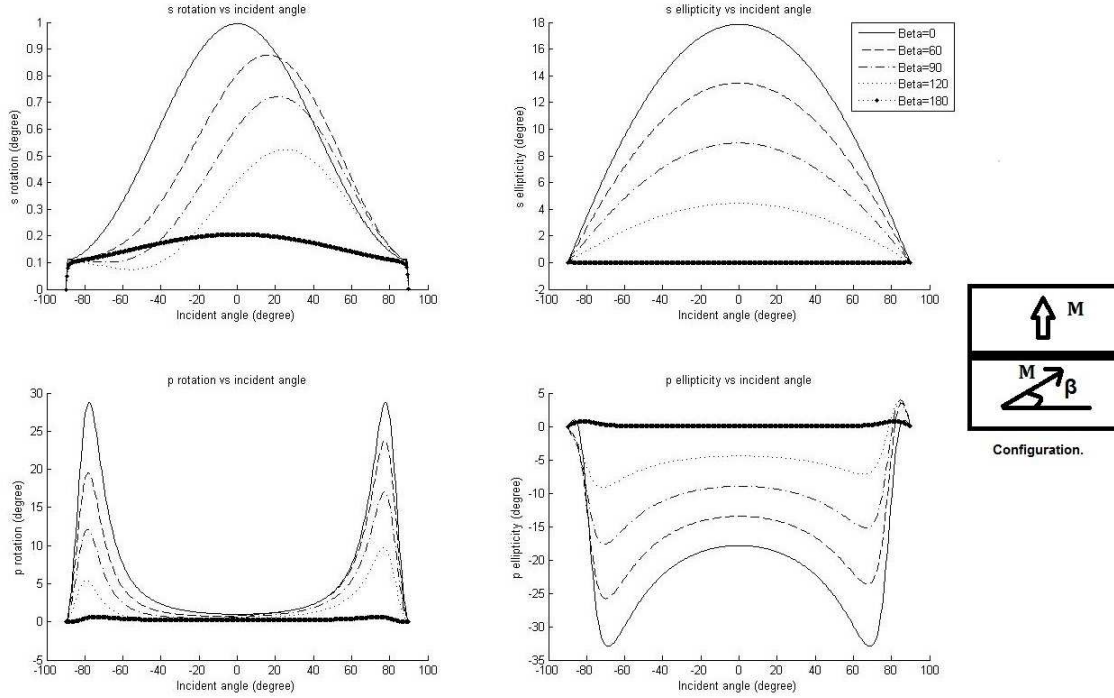 s rotation vs incident angle
s rotation (degree)
1
0.9
0.8
0.7
0.6
0.5
0.4
0.3
0.2
0.1
0
-100 -80 -60 -40 -20 0 20 40 60 80 100
Incident angle (degree)
s ellipticity vs incident angle
s ellipticity (degree)
18
16
14
12
10
8
6
4
2
0
-2
-100 -80 -60 -40 -20 0 20 40 60 80 100
Incident angle (degree)
Beta=0
Beta=60
Beta=90
Beta=120
Beta=180
p rotation vs incident angle
p rotation (degree)
30
25
20
15
10
5
0
-5
-100 -80 -60 -40 -20 0 20 40 60 80 100
Incident angle (degree)
p ellipticity vs incident angle
p ellipticity (degree)
5
0
-5
-10
-15
-20
-25
-30
-35
-100 -80 -60 -40 -20 0 20 40 60 80 100
Incident angle (degree)
M
M
β
Configuration.